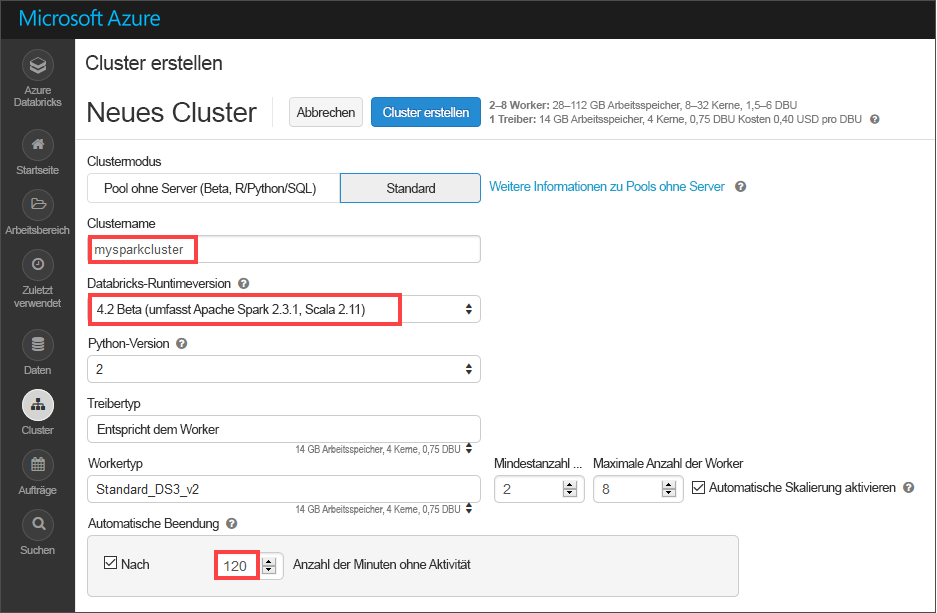 Microsoft Azure
Azure
Databricks
Startseite
Arbeitsbereich
Zuletzt
verwendet
Daten
Cluster
Aufträge
Suchen
Cluster erstellen
Neues Cluster
Abbrechen
Cluster erstellen
2–8 Worker: 28–112 GB Arbeitsspeicher, 8–32 Kerne, 1,5–6 DBU
1 Treiber: 14 GB Arbeitsspeicher, 4 Kerne, 0,75 DBU Kosten 0,40 USD pro DBU ?
Clustermodus
Pool ohne Server (Beta, R/Python/SQL)
Standard
Weitere Informationen zu Pools ohne Server ?
Clustername
mysparkcluster
Databricks-Runtimeversion ?
4.2 Beta (umfasst Apache Spark 2.3.1, Scala 2.11)
Python-Version ?
2
Treibertyp
Entspricht dem Worker
14 GB Arbeitsspeicher, 4 Kerne, 0,75 DBU
Workertyp
Mindestanzahl ...
Maximale Anzahl der Worker
Standard_DS3_v2
2
8
Automatische Skalierung aktivieren ?
14 GB Arbeitsspeicher, 4 Kerne, 0,75 DBU
Automatische Beendung ?
Nach
120
Anzahl der Minuten ohne Aktivität